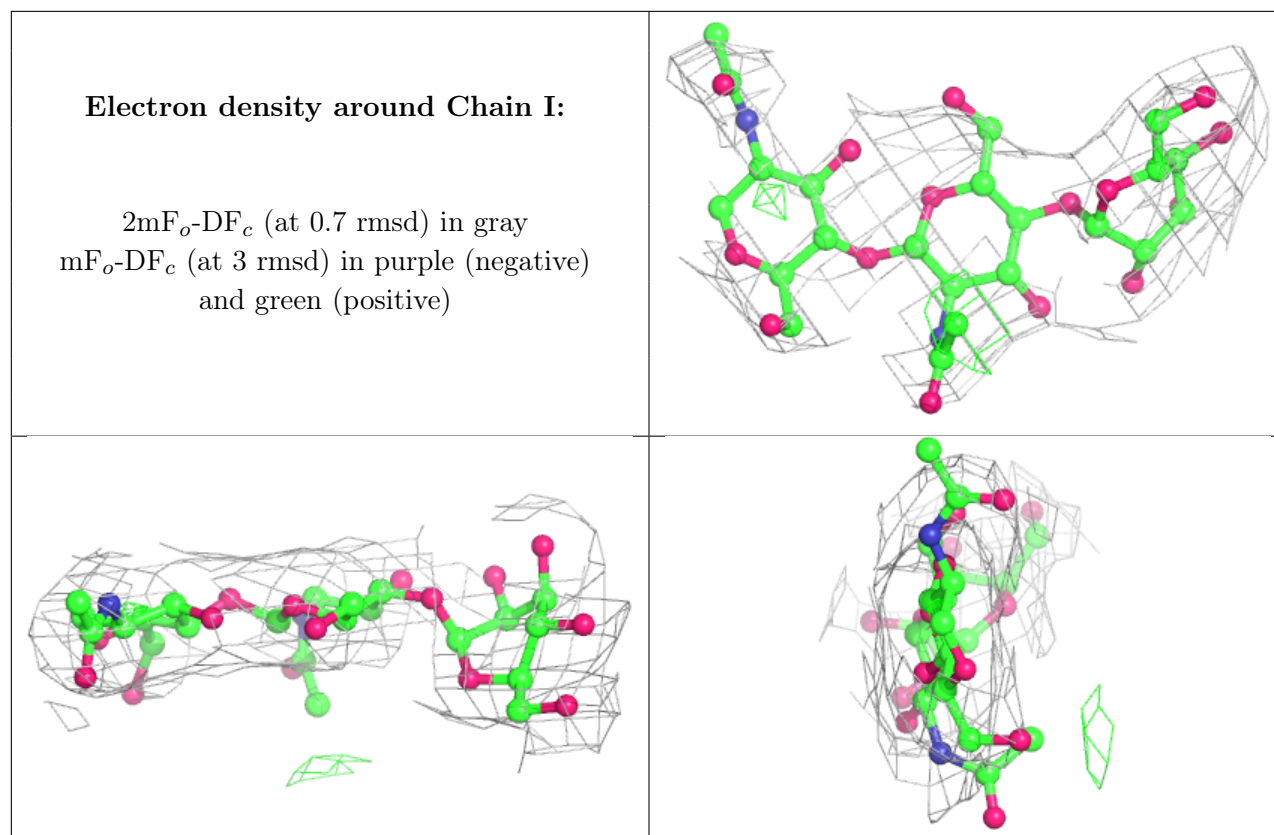 Electron density around Chain I:
2mFₒ-DF𝒸 (at 0.7 rmsd) in gray
mFₒ-DF𝒸 (at 3 rmsd) in purple (negative)
and green (positive)